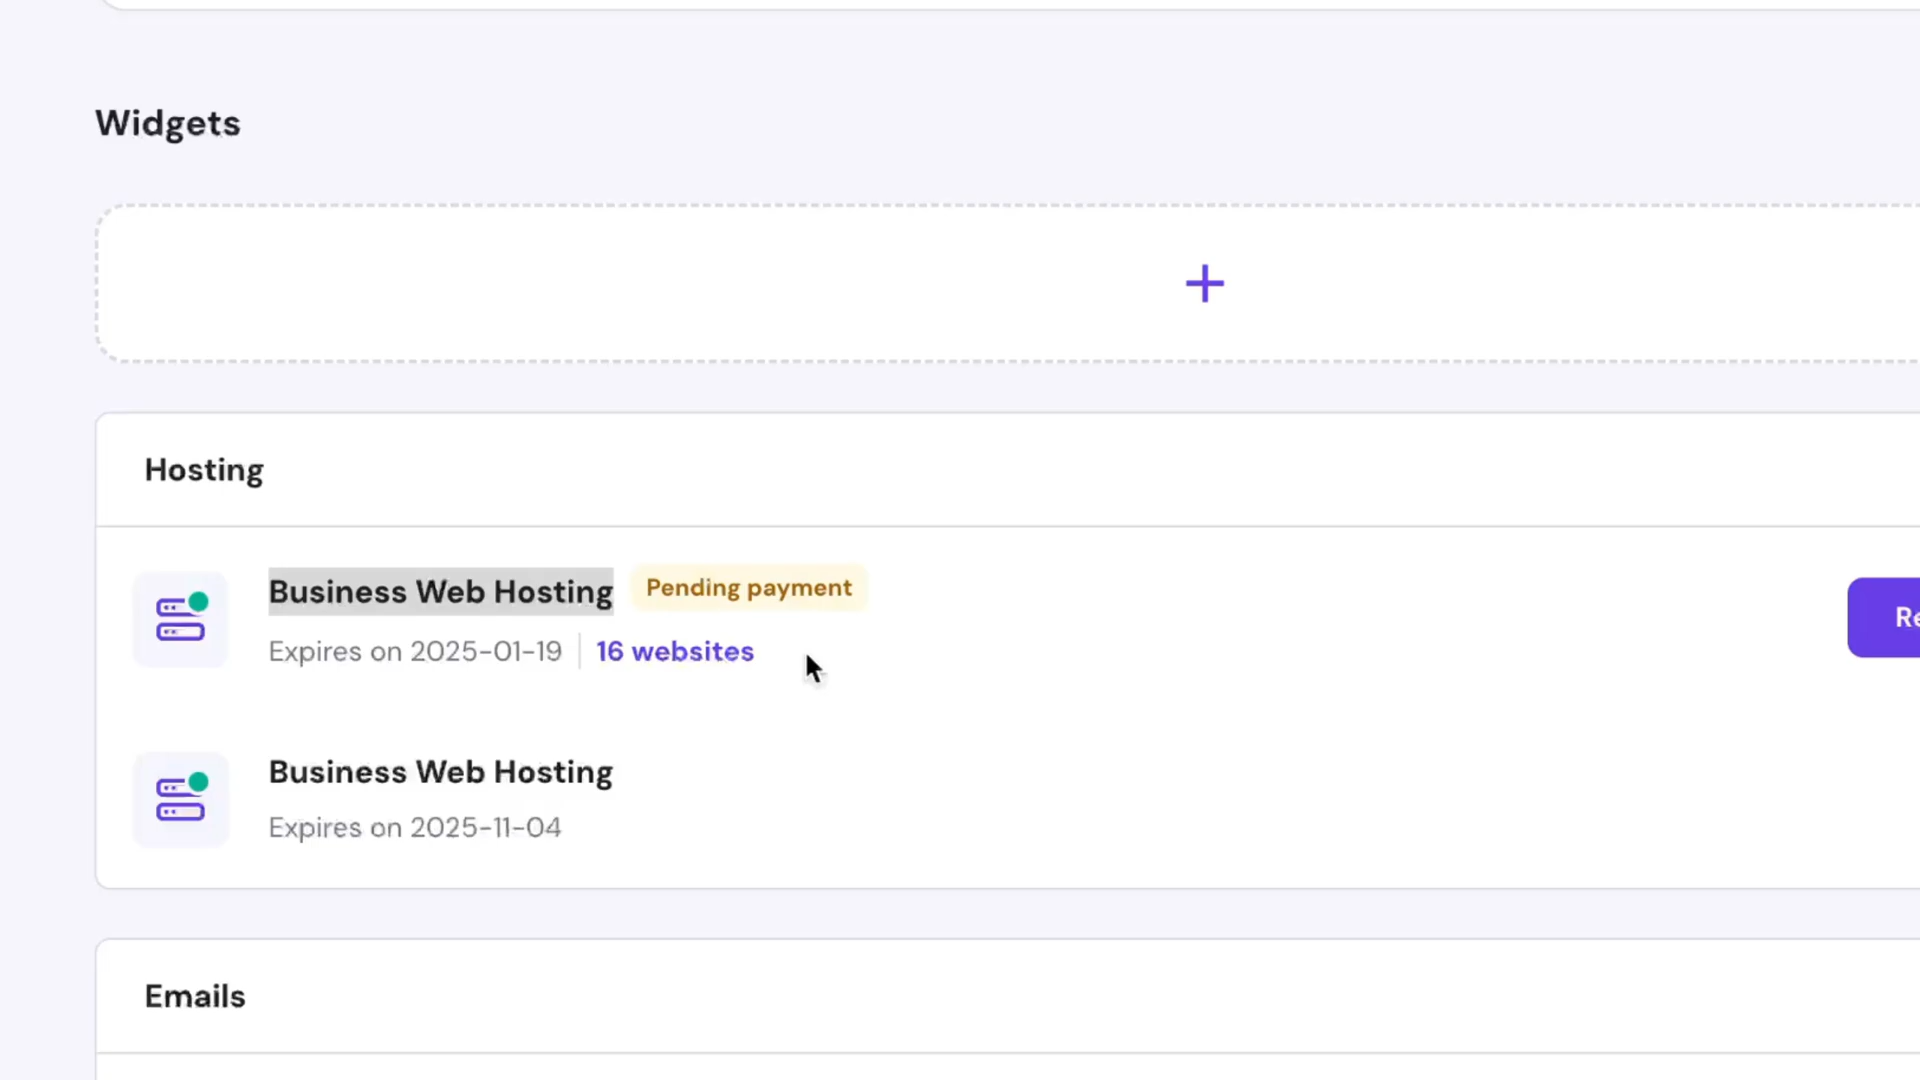 Widgets
Hosting
Business Web Hosting Pending payment
Expires on 2025-01-19 16 websites
Business Web Hosting
Expires on 2025-11-04
Emails